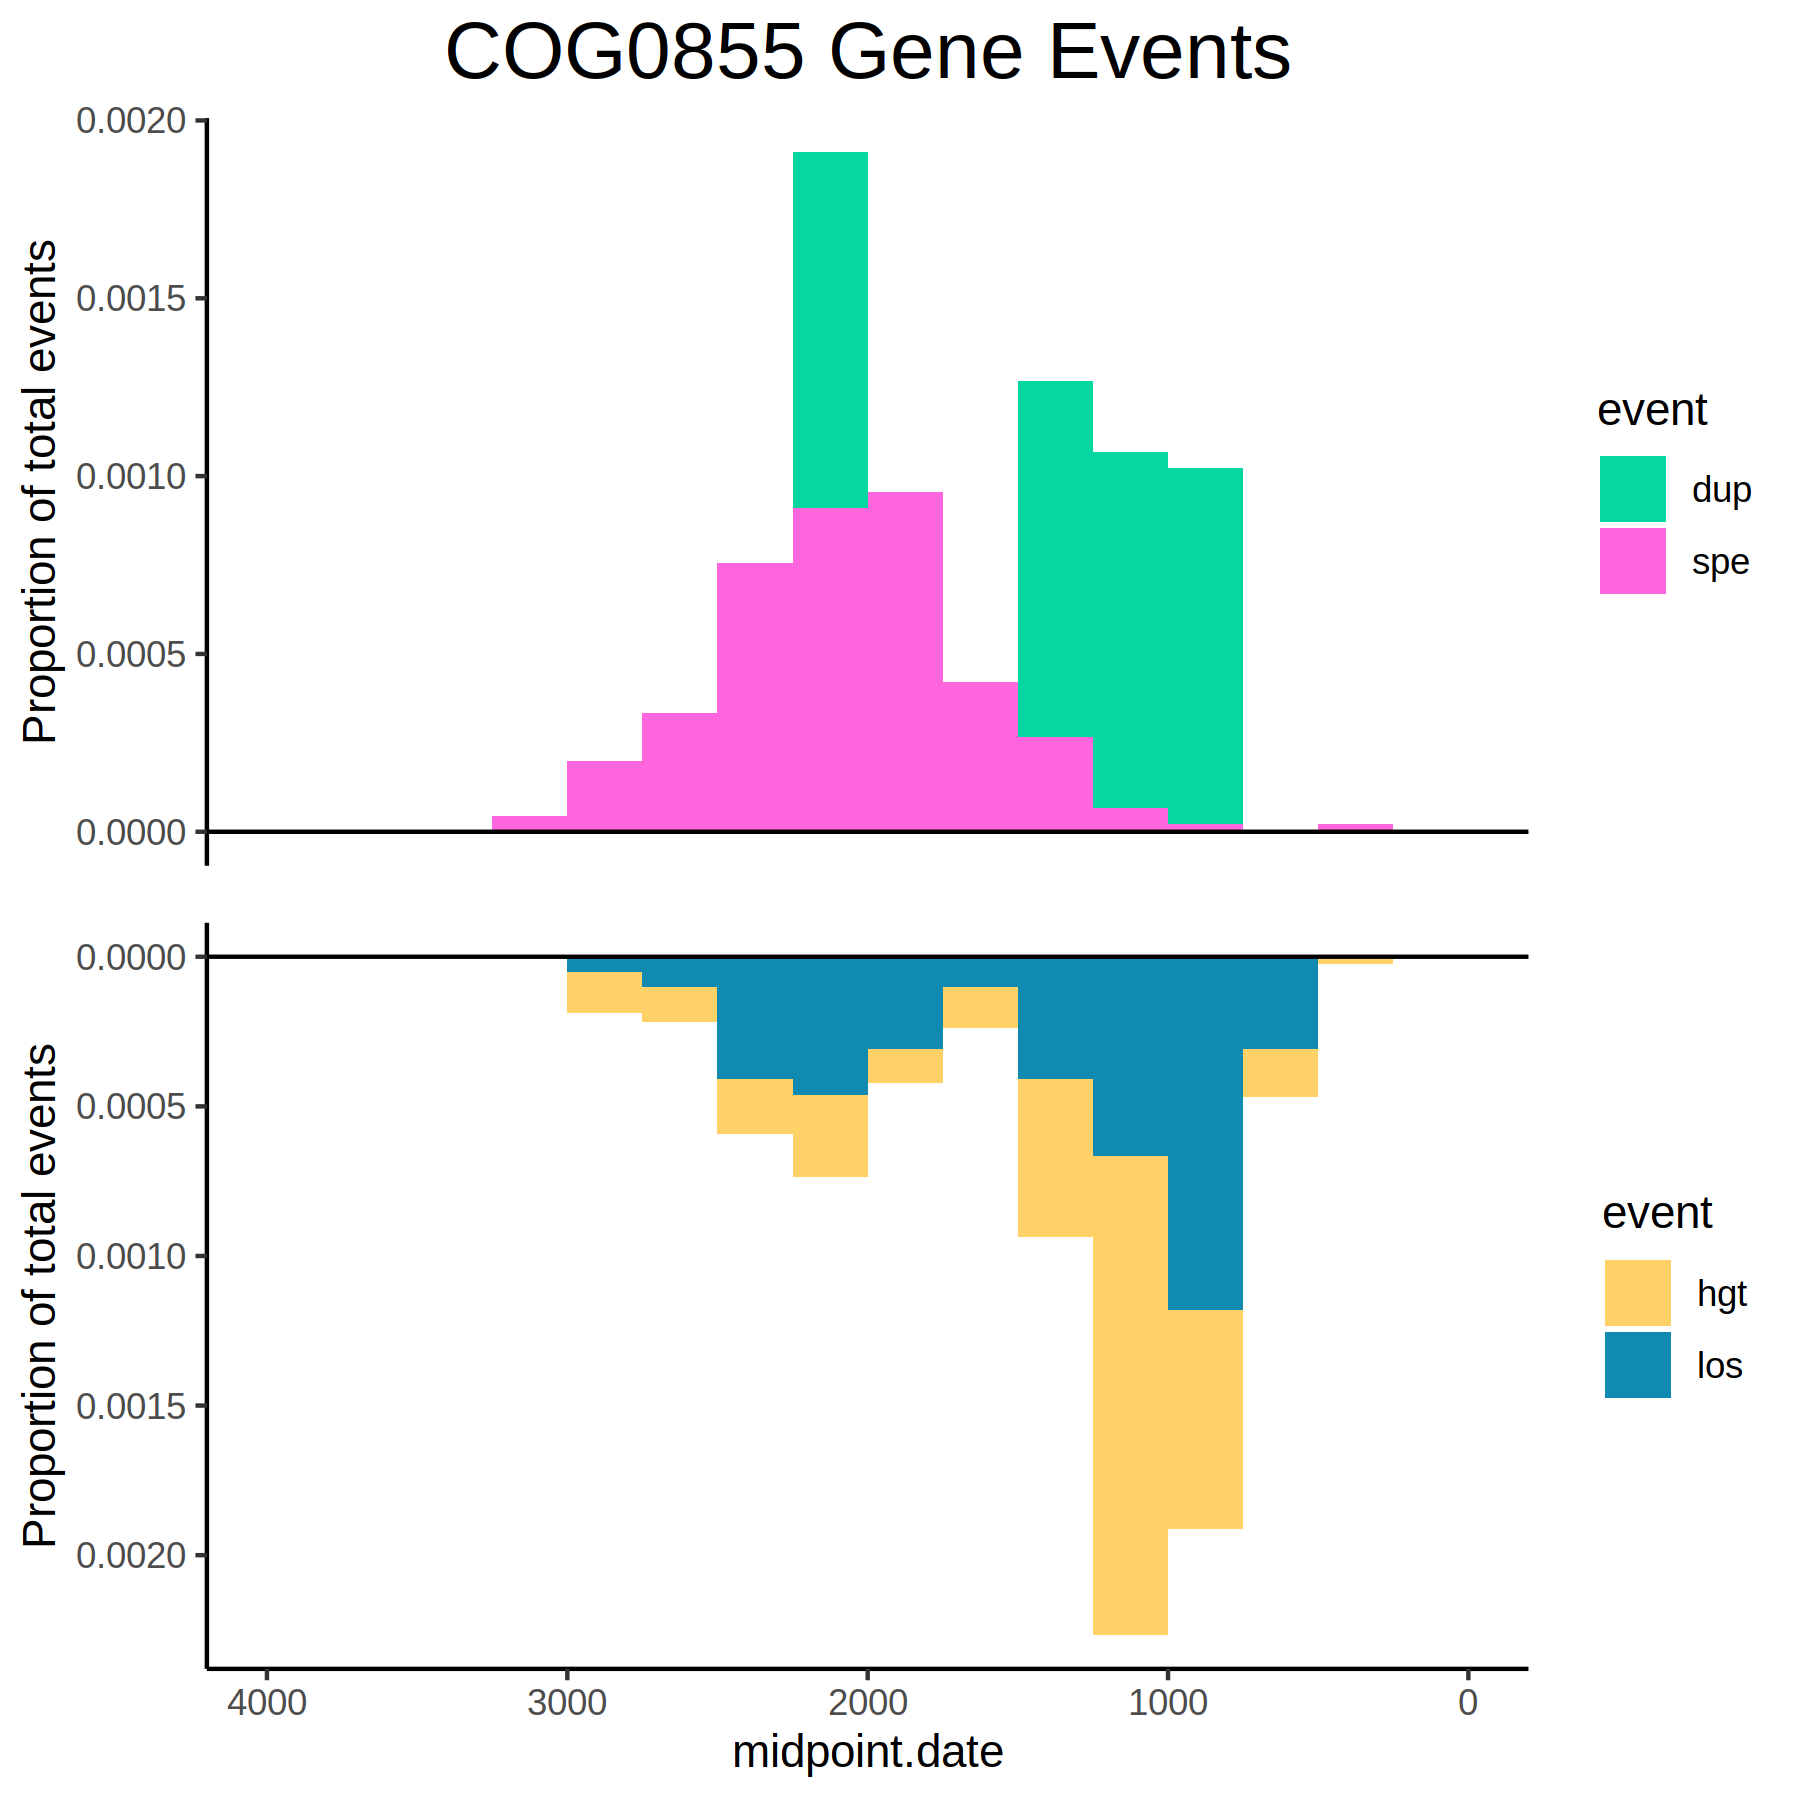 COG0855 Gene Events
Proportion of total events
0.0020
0.0015
0.0010
0.0005
0.0000
event
dup
spe
Proportion of total events
0.0000
0.0005
0.0010
0.0015
0.0020
event
hgt
los
4000 3000 2000 1000 0
midpoint.date